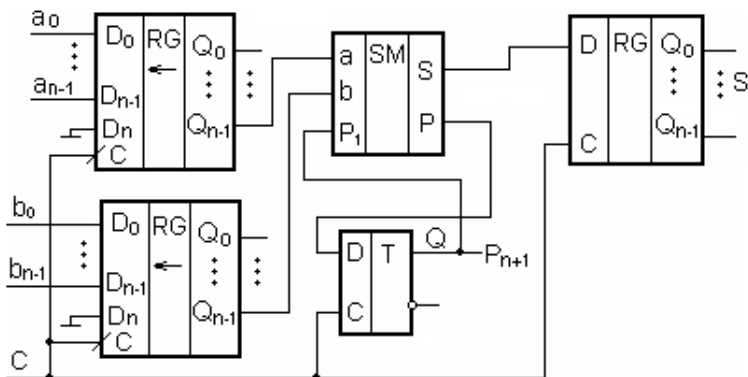 a0 D0 RG Q0
an-1 Dn-1
Dn Qn-1
C
a SM S
b
P1 P
D RG Q0
S
C Qn-1
b0 D0 RG Q0
bn-1 Dn-1
Dn Qn-1
C
D T Q Pn+1
C
C